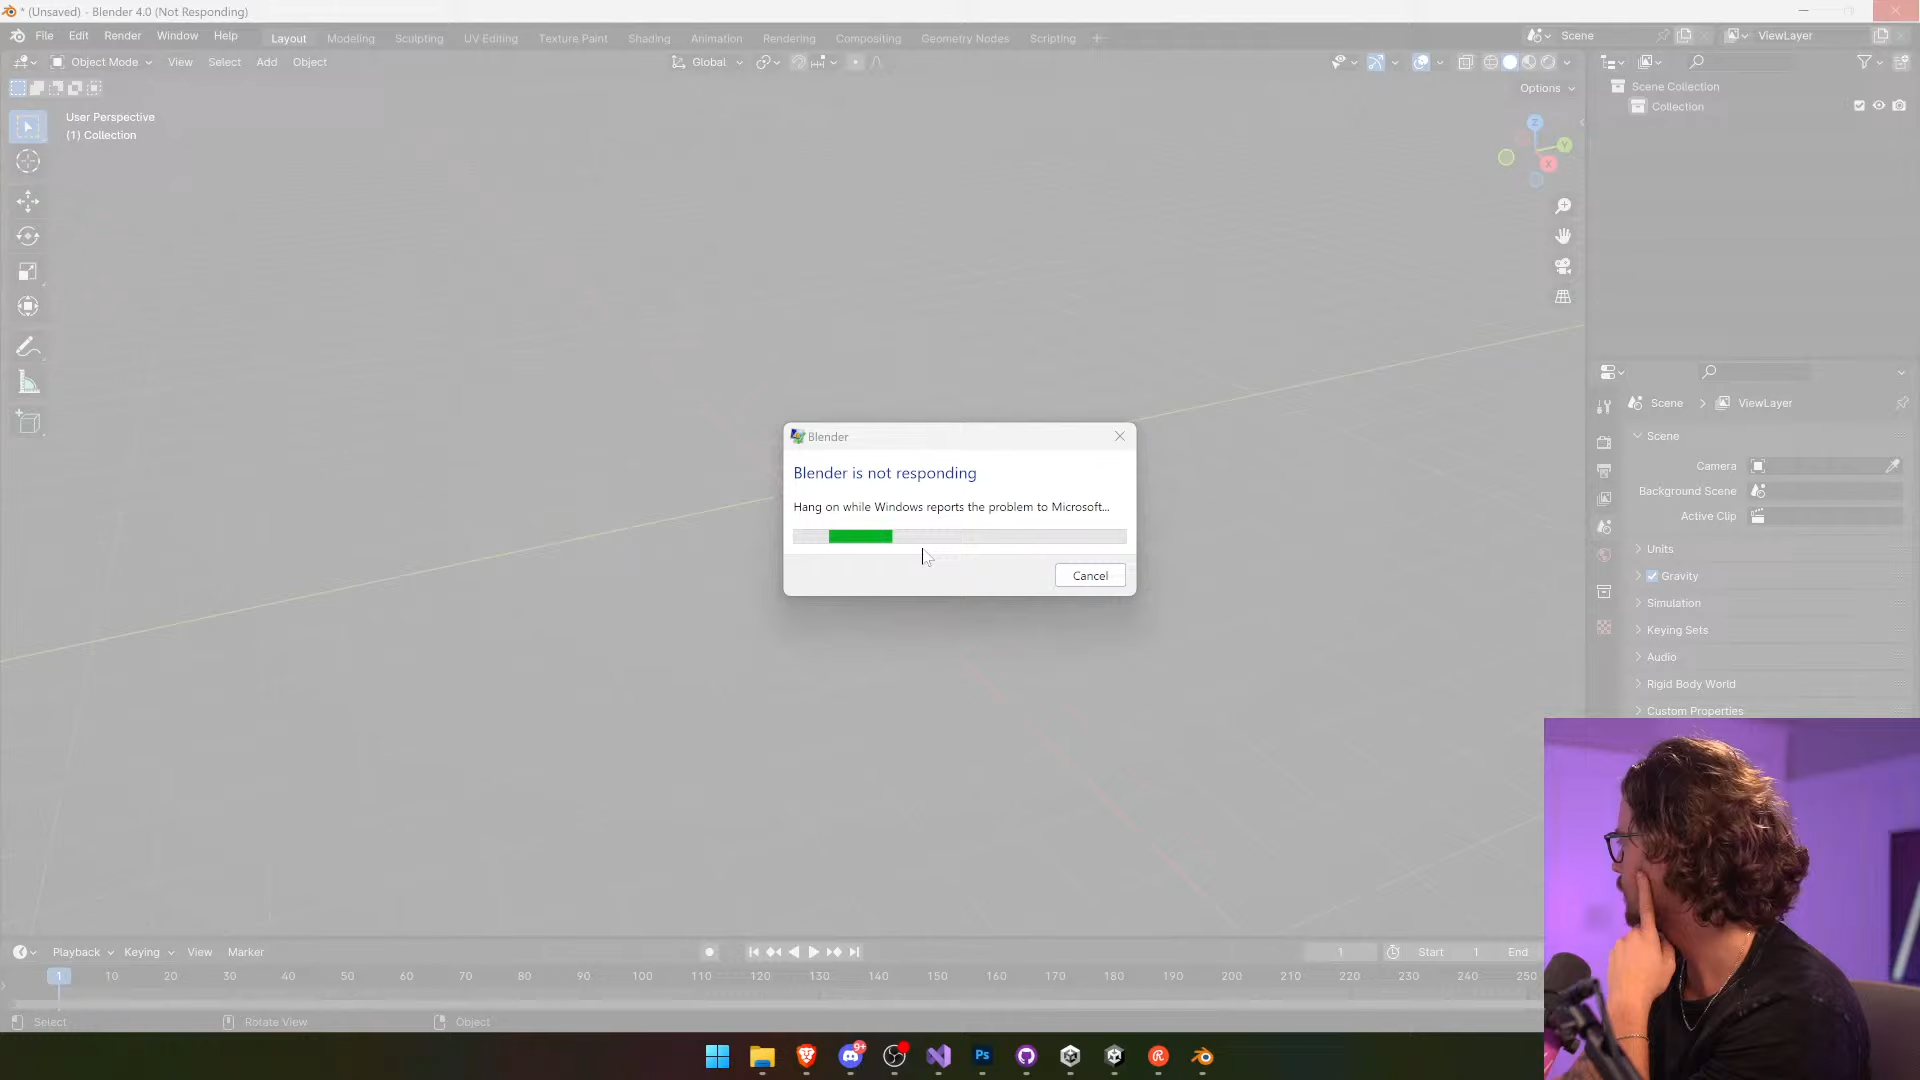 * (Unsaved) - Blender 4.0 (Not Responding)
File Edit Render Window Help Layout Modeling Sculpting UV Editing Texture Paint Shading Animation Rendering Compositing Geometry Nodes Scripting + Scene ViewLayer
Object Mode View Select Add Object Global
Options
User Perspective
(1) Collection
Z
Y
X
Scene Collection
Collection
Scene > ViewLayer
Scene
Camera
Background Scene
Active Clip
Units
Gravity
Simulation
Keying Sets
Audio
Rigid Body World
Custom Properties
Blender
Blender is not responding
Hang on while Windows reports the problem to Microsoft...
Cancel
Playback Keying View Marker 1 Start 1 End
1 10 20 30 40 50 60 70 80 90 100 110 120 130 140 150 160 170 180 190 200 210 220 230 240 250
Select Rotate View Object
9+
Ps